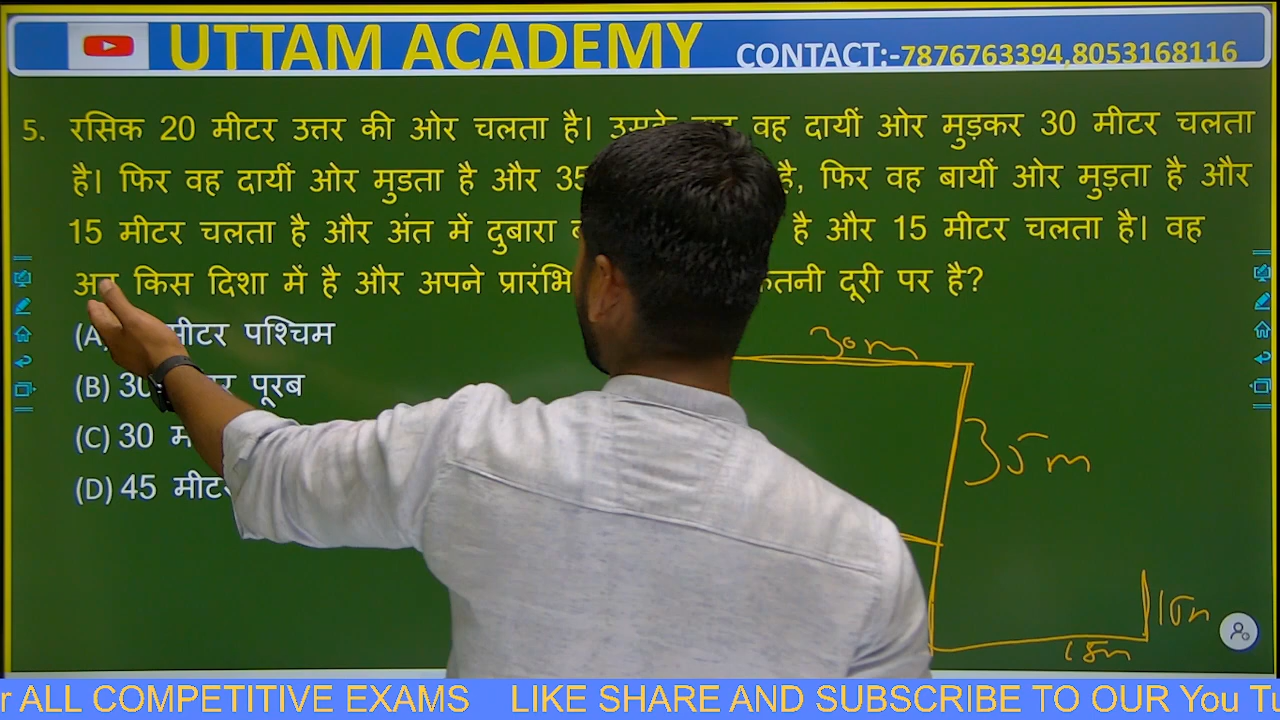 UTTAM ACADEMY
CONTACT:-7876763394,8053168116
5. रसिक 20 मीटर उत्तर की ओर चलता है। उसके वह दायीं ओर मुड़कर 30 मीटर चलता
है। फिर वह दायीं ओर मुडता है और 35 है, फिर वह बायीं ओर मुड़ता है और
15 मीटर चलता है और अंत में दुबारा है और 15 मीटर चलता है। वह
किस दिशा में है और अपने दूरी पर है?
(A) मीटर पश्चिम
(B) 30 पूरब
(C) 30
(D) 45 मीटर
30m
35m
15m
15m
r ALL COMPETITIVE EXAMS LIKE SHARE AND SUBSCRIBE TO OUR You Tu